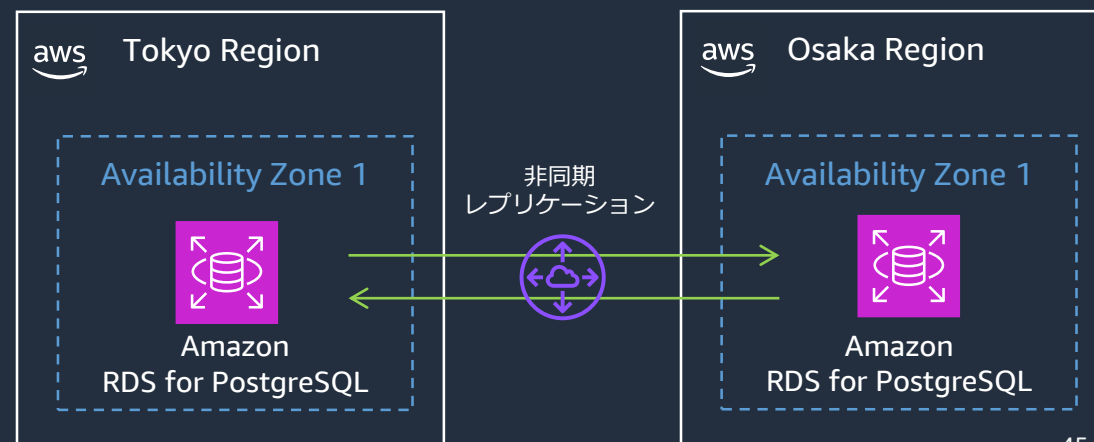 aws Tokyo Region
Availability Zone 1
Amazon
RDS for PostgreSQL
非同期
レプリケーション
aws Osaka Region
Availability Zone 1
Amazon
RDS for PostgreSQL